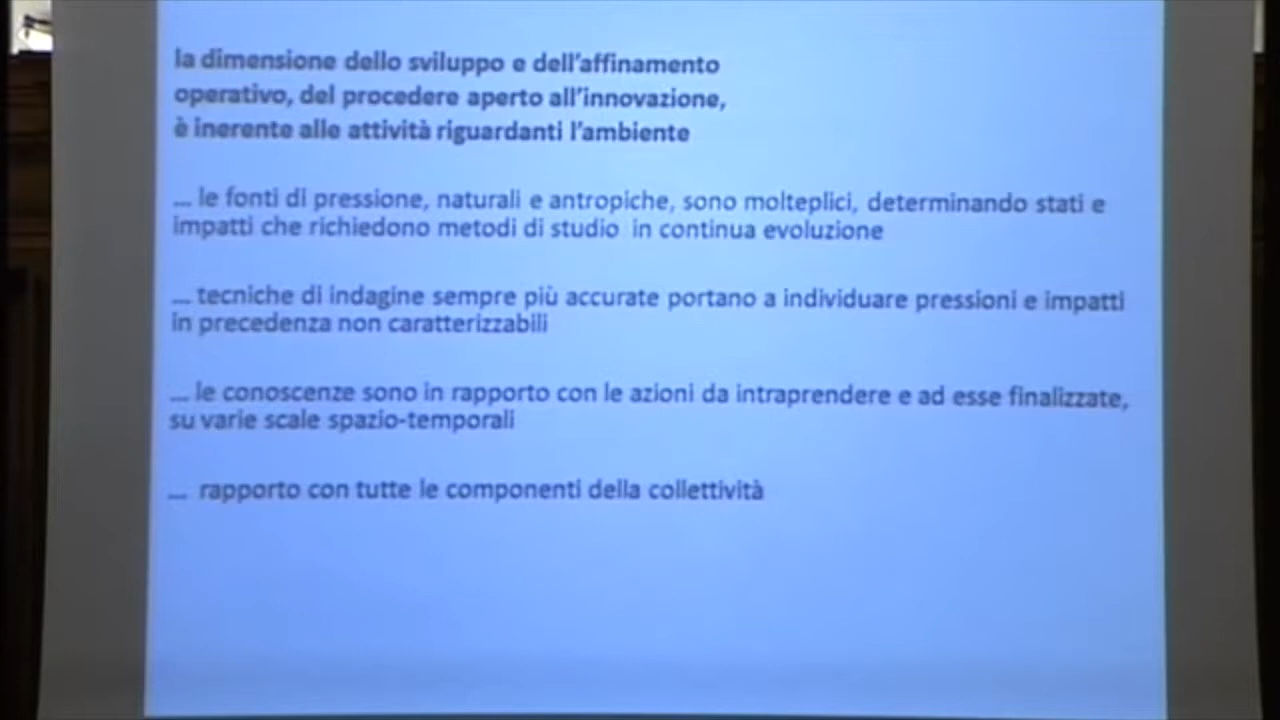 la dimensione dello sviluppo e dell'affinamento
operativo, del procedere aperto all'innovazione,
è inerente alle attività riguardanti l'ambiente
... le fonti di pressione, naturali e antropiche, sono molteplici, determinando stati e
impatti che richiedono metodi di studio in continua evoluzione
... tecniche di indagine sempre più accurate portano a individuare pressioni e impatti
in precedenza non caratterizzabili
... le conoscenze sono in rapporto con le azioni da intraprendere e ad esse finalizzate,
su varie scale spazio-temporali
... rapporto con tutte le componenti della collettività